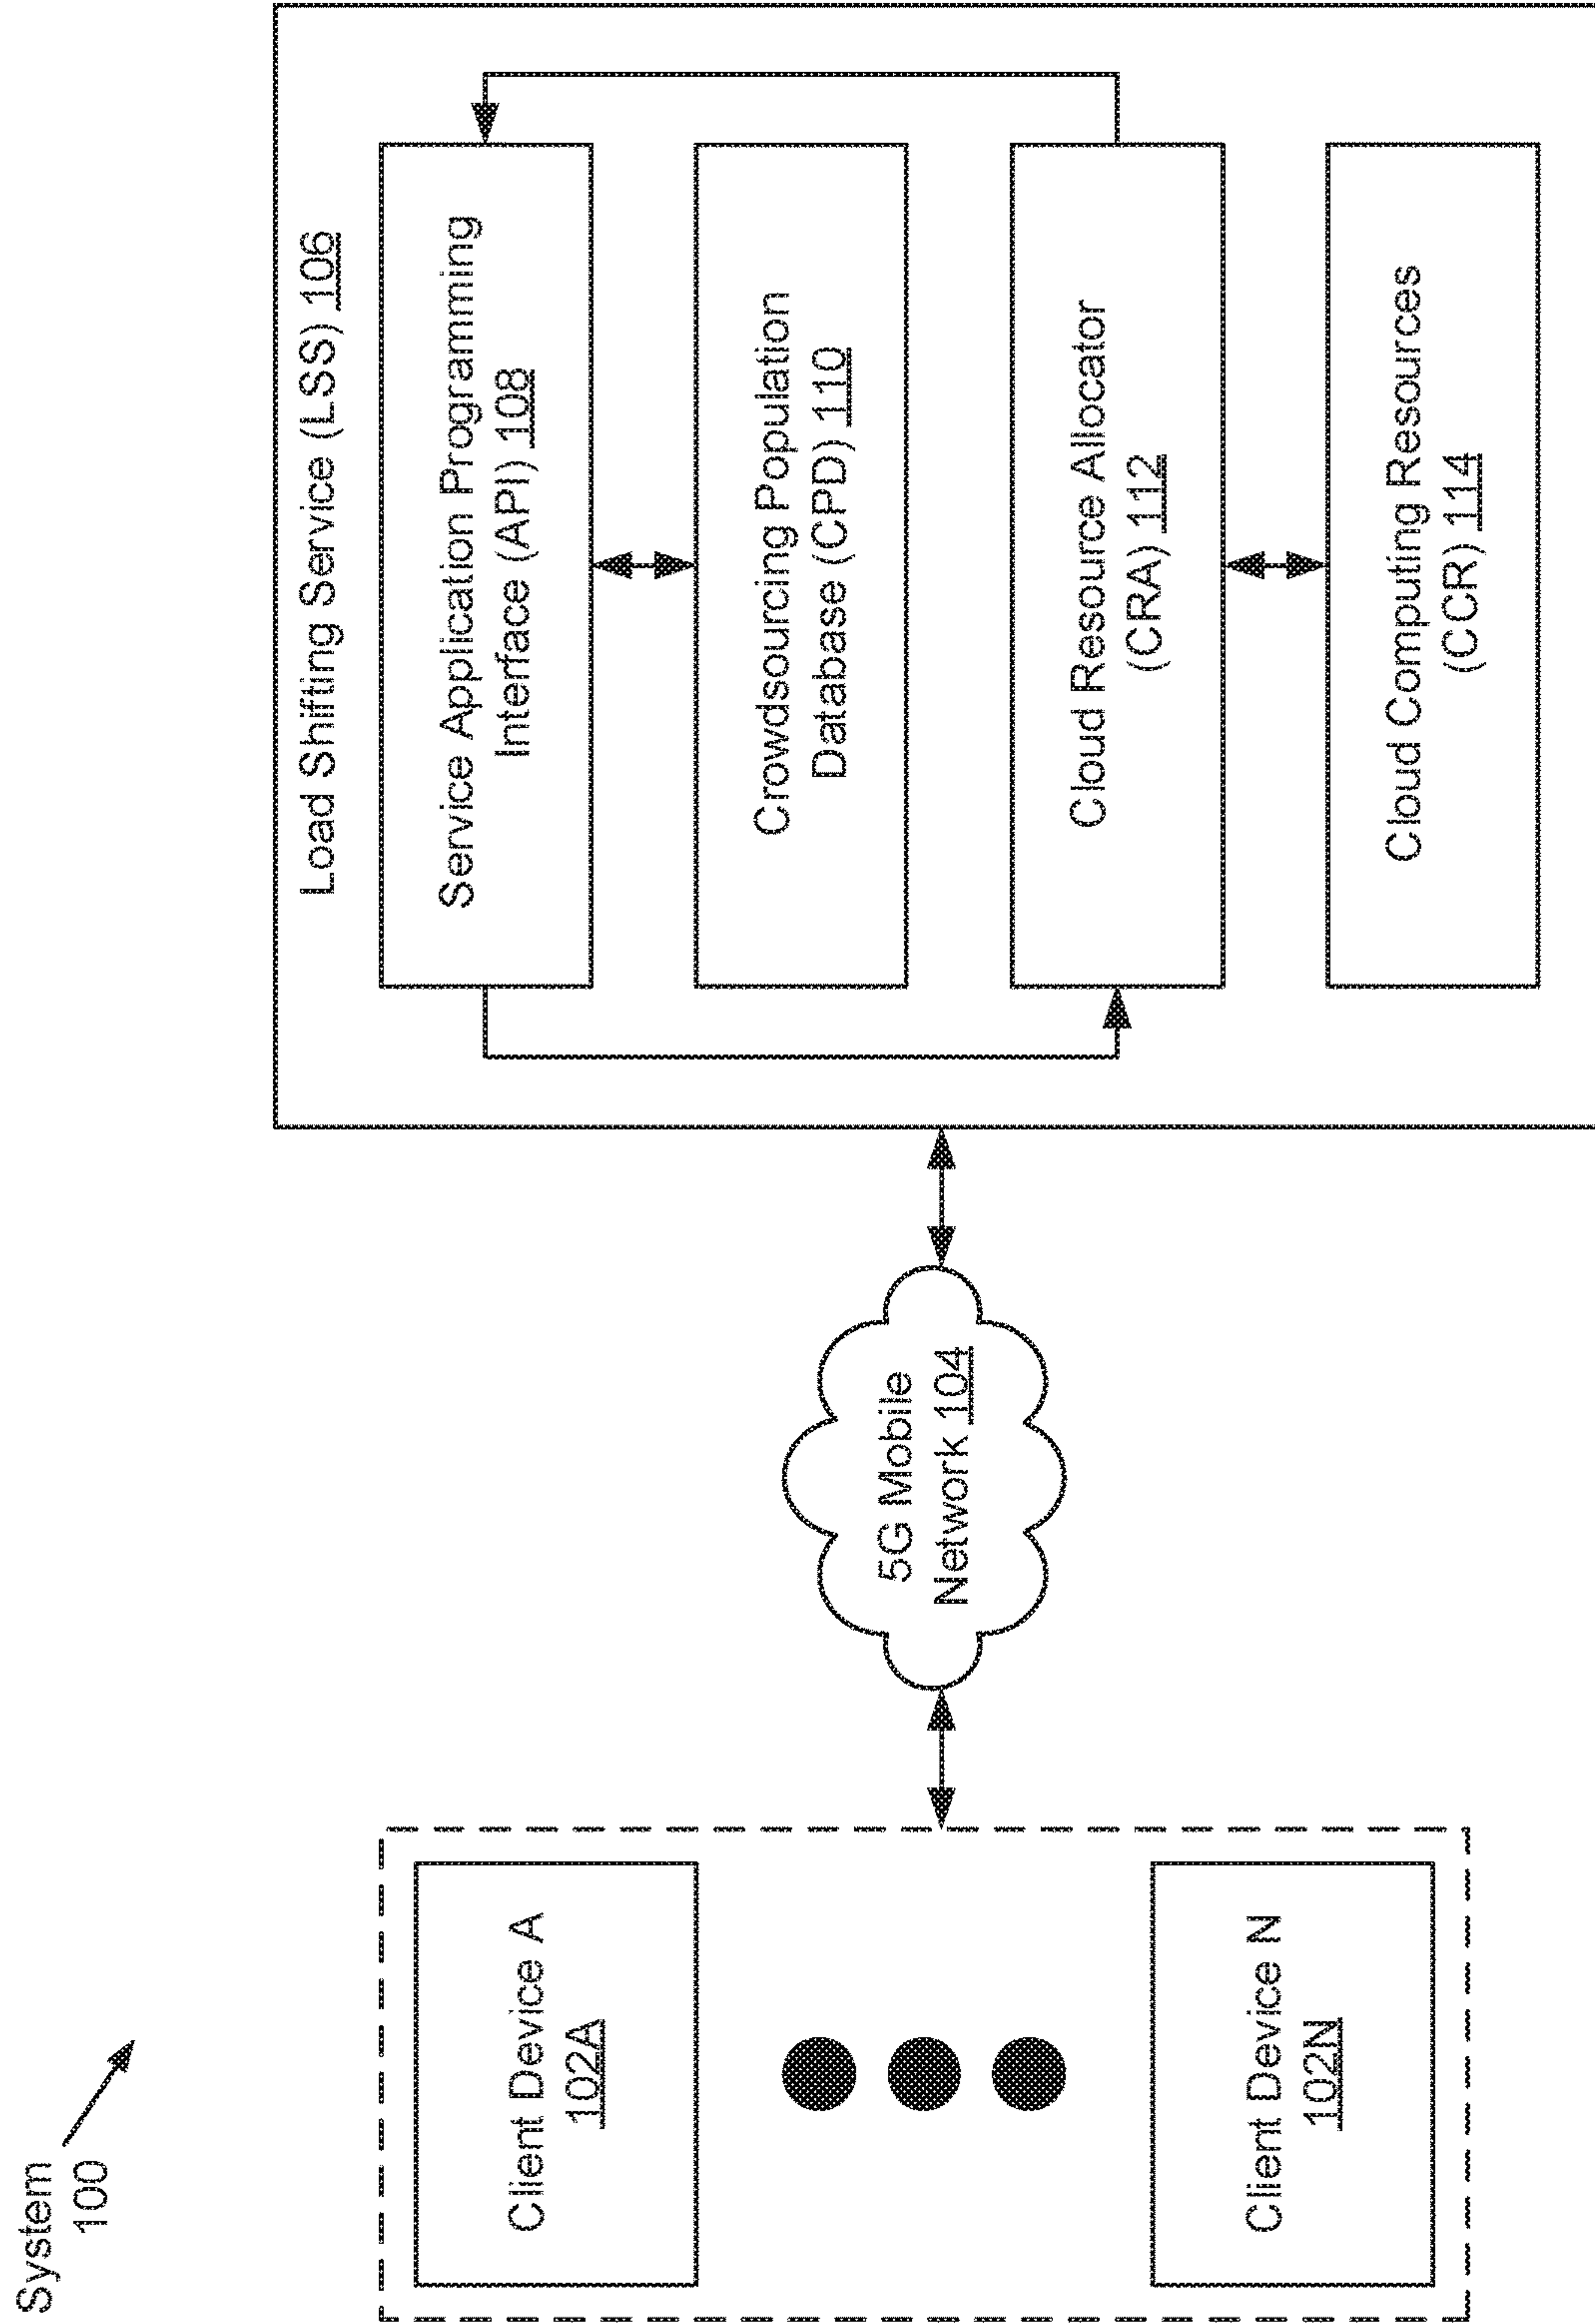 System
100
Client Device A
102A
Client Device N
102N
5G Mobile
Network 104
Load Shifting Service (LSS) 106
Service Application Programming
Interface (API) 108
Crowdsourcing Population
Database (CPD) 110
Cloud Resource Allocator
(CRA) 112
Cloud Computing Resources
(CCR) 114